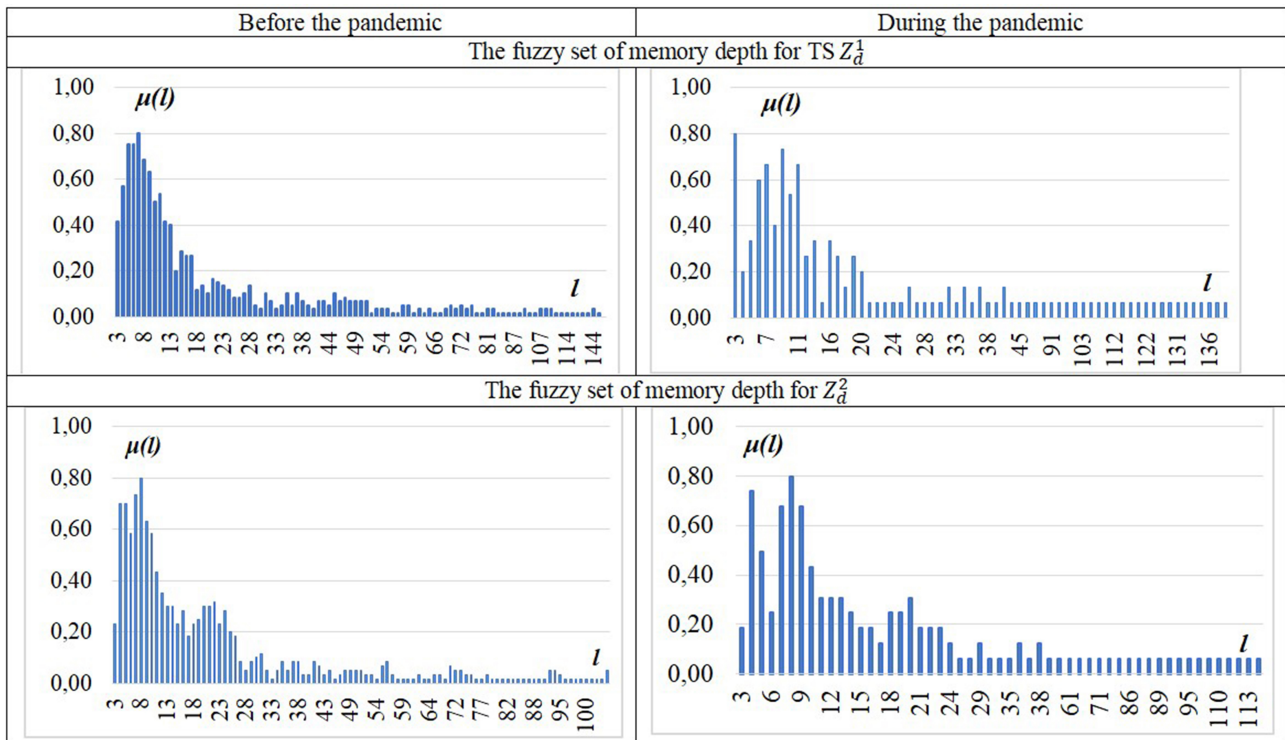 Before the pandemic
During the pandemic
The fuzzy set of memory depth for TS Z_d^1
1,00
0,80
0,60
0,40
0,20
0,00
μ(l)
l
3 8 13 18 23 28 33 38 44 49 54 59 66 72 81 87 107 114 144
1,00
0,80
0,60
0,40
0,20
0,00
μ(l)
l
3 7 11 16 20 24 28 33 38 45 91 103 112 122 131 136
The fuzzy set of memory depth for Z_d^2
1,00
0,80
0,60
0,40
0,20
0,00
μ(l)
l
3 8 13 18 23 28 33 38 43 49 54 59 64 72 77 82 88 95 100
1,00
0,80
0,60
0,40
0,20
0,00
μ(l)
l
3 6 9 12 15 18 21 24 29 35 38 61 71 86 89 95 110 113